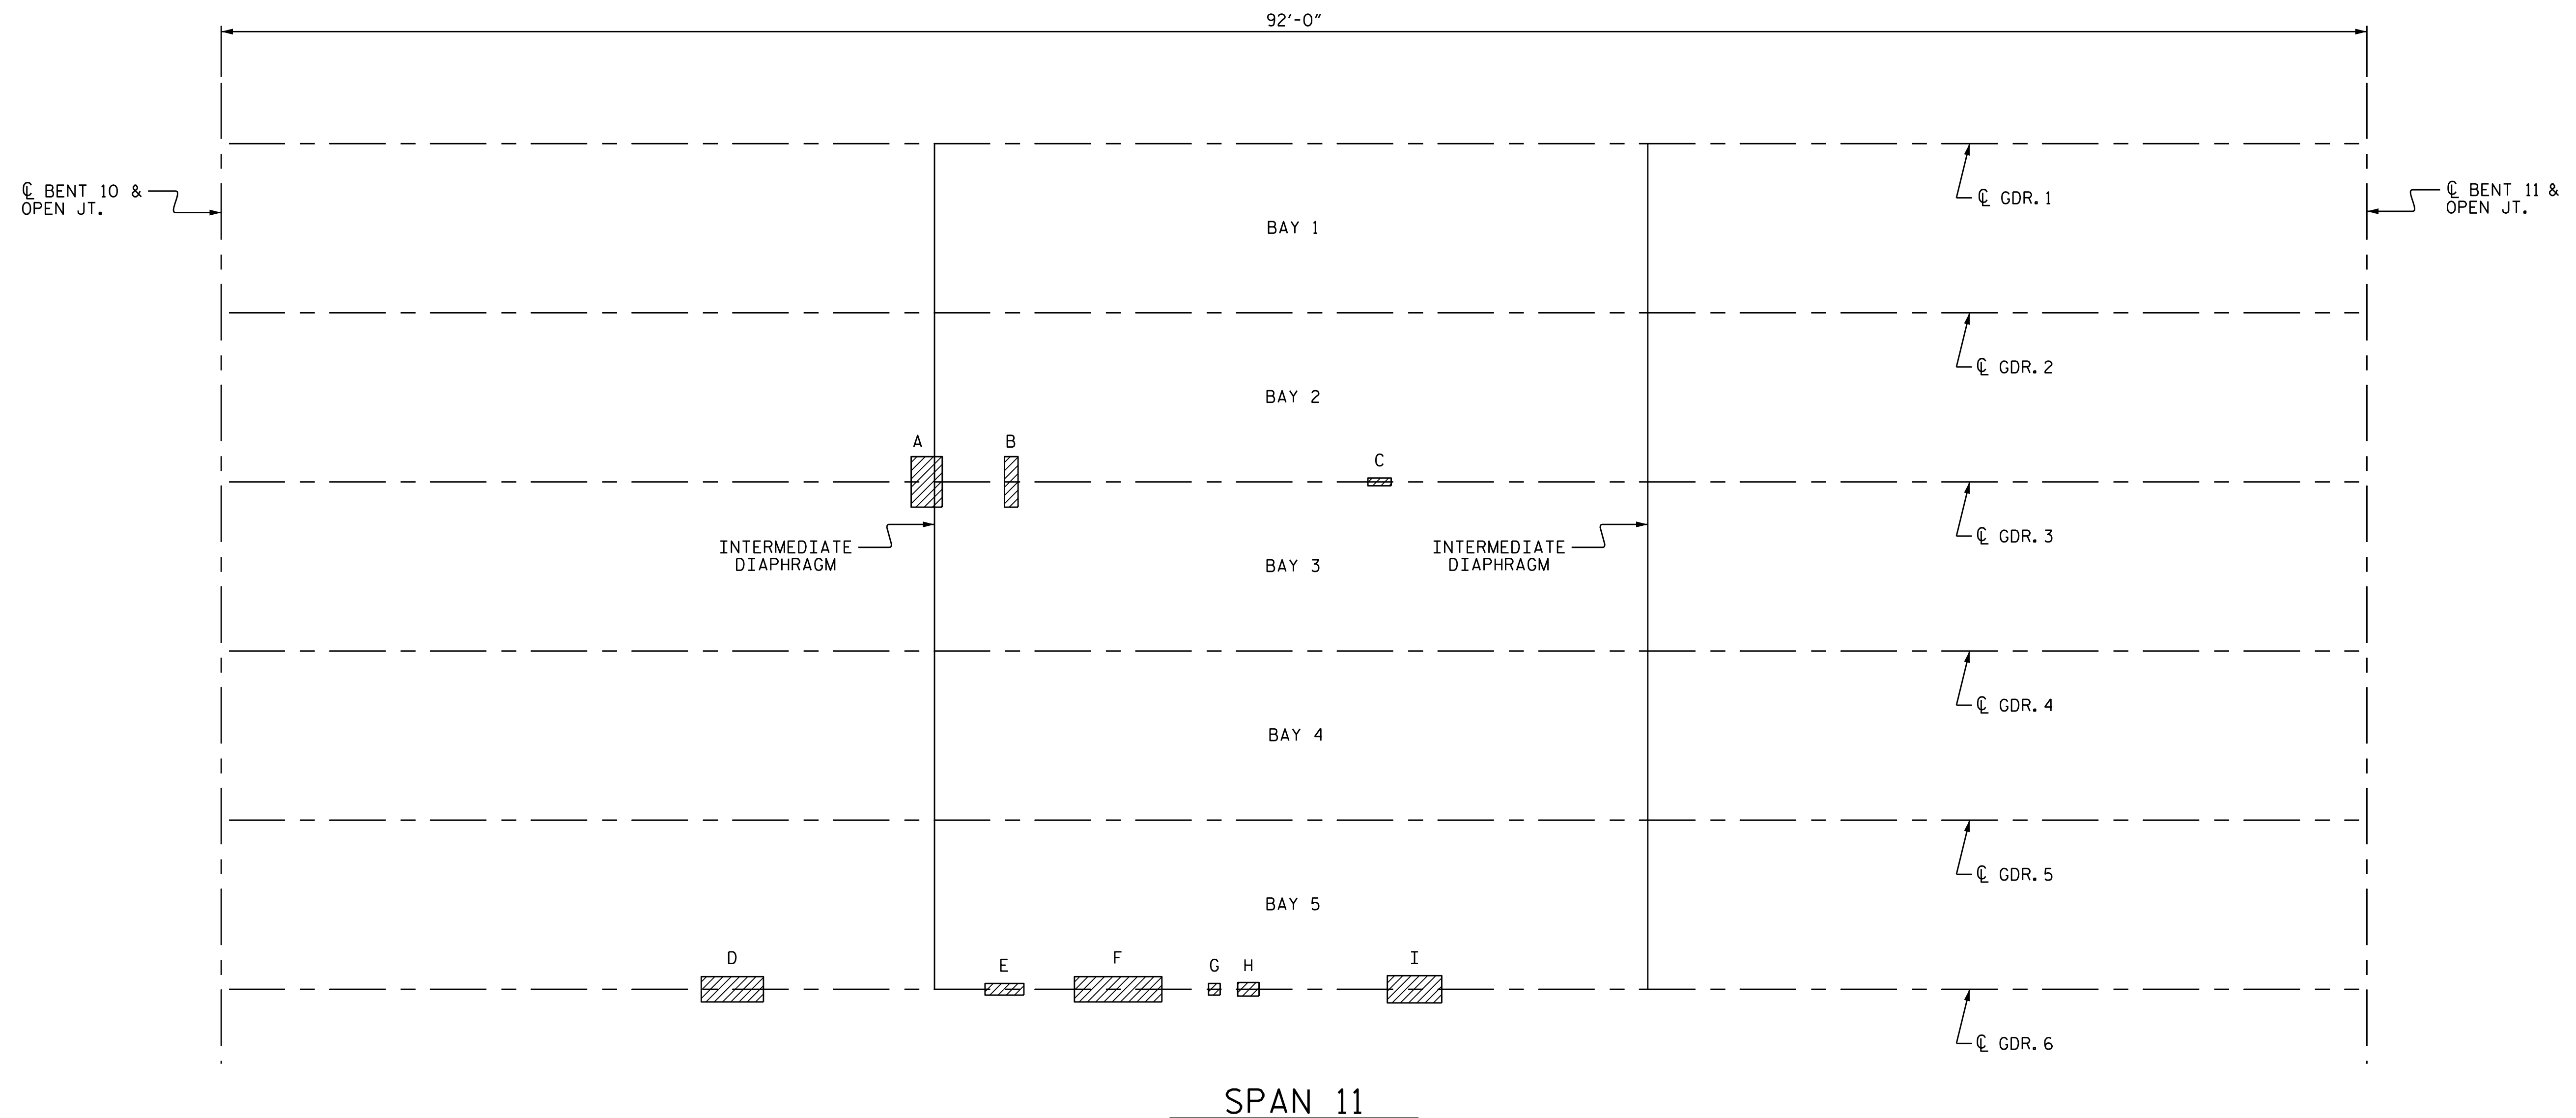 92'-0"
℄ BENT 10 &
OPEN JT.
℄ BENT 11 &
OPEN JT.
℄ GDR. 1
BAY 1
℄ GDR. 2
BAY 2
A
B
C
℄ GDR. 3
INTERMEDIATE
DIAPHRAGM
INTERMEDIATE
DIAPHRAGM
BAY 3
℄ GDR. 4
BAY 4
℄ GDR. 5
BAY 5
D
E
F
G
H
I
℄ GDR. 6
SPAN 11